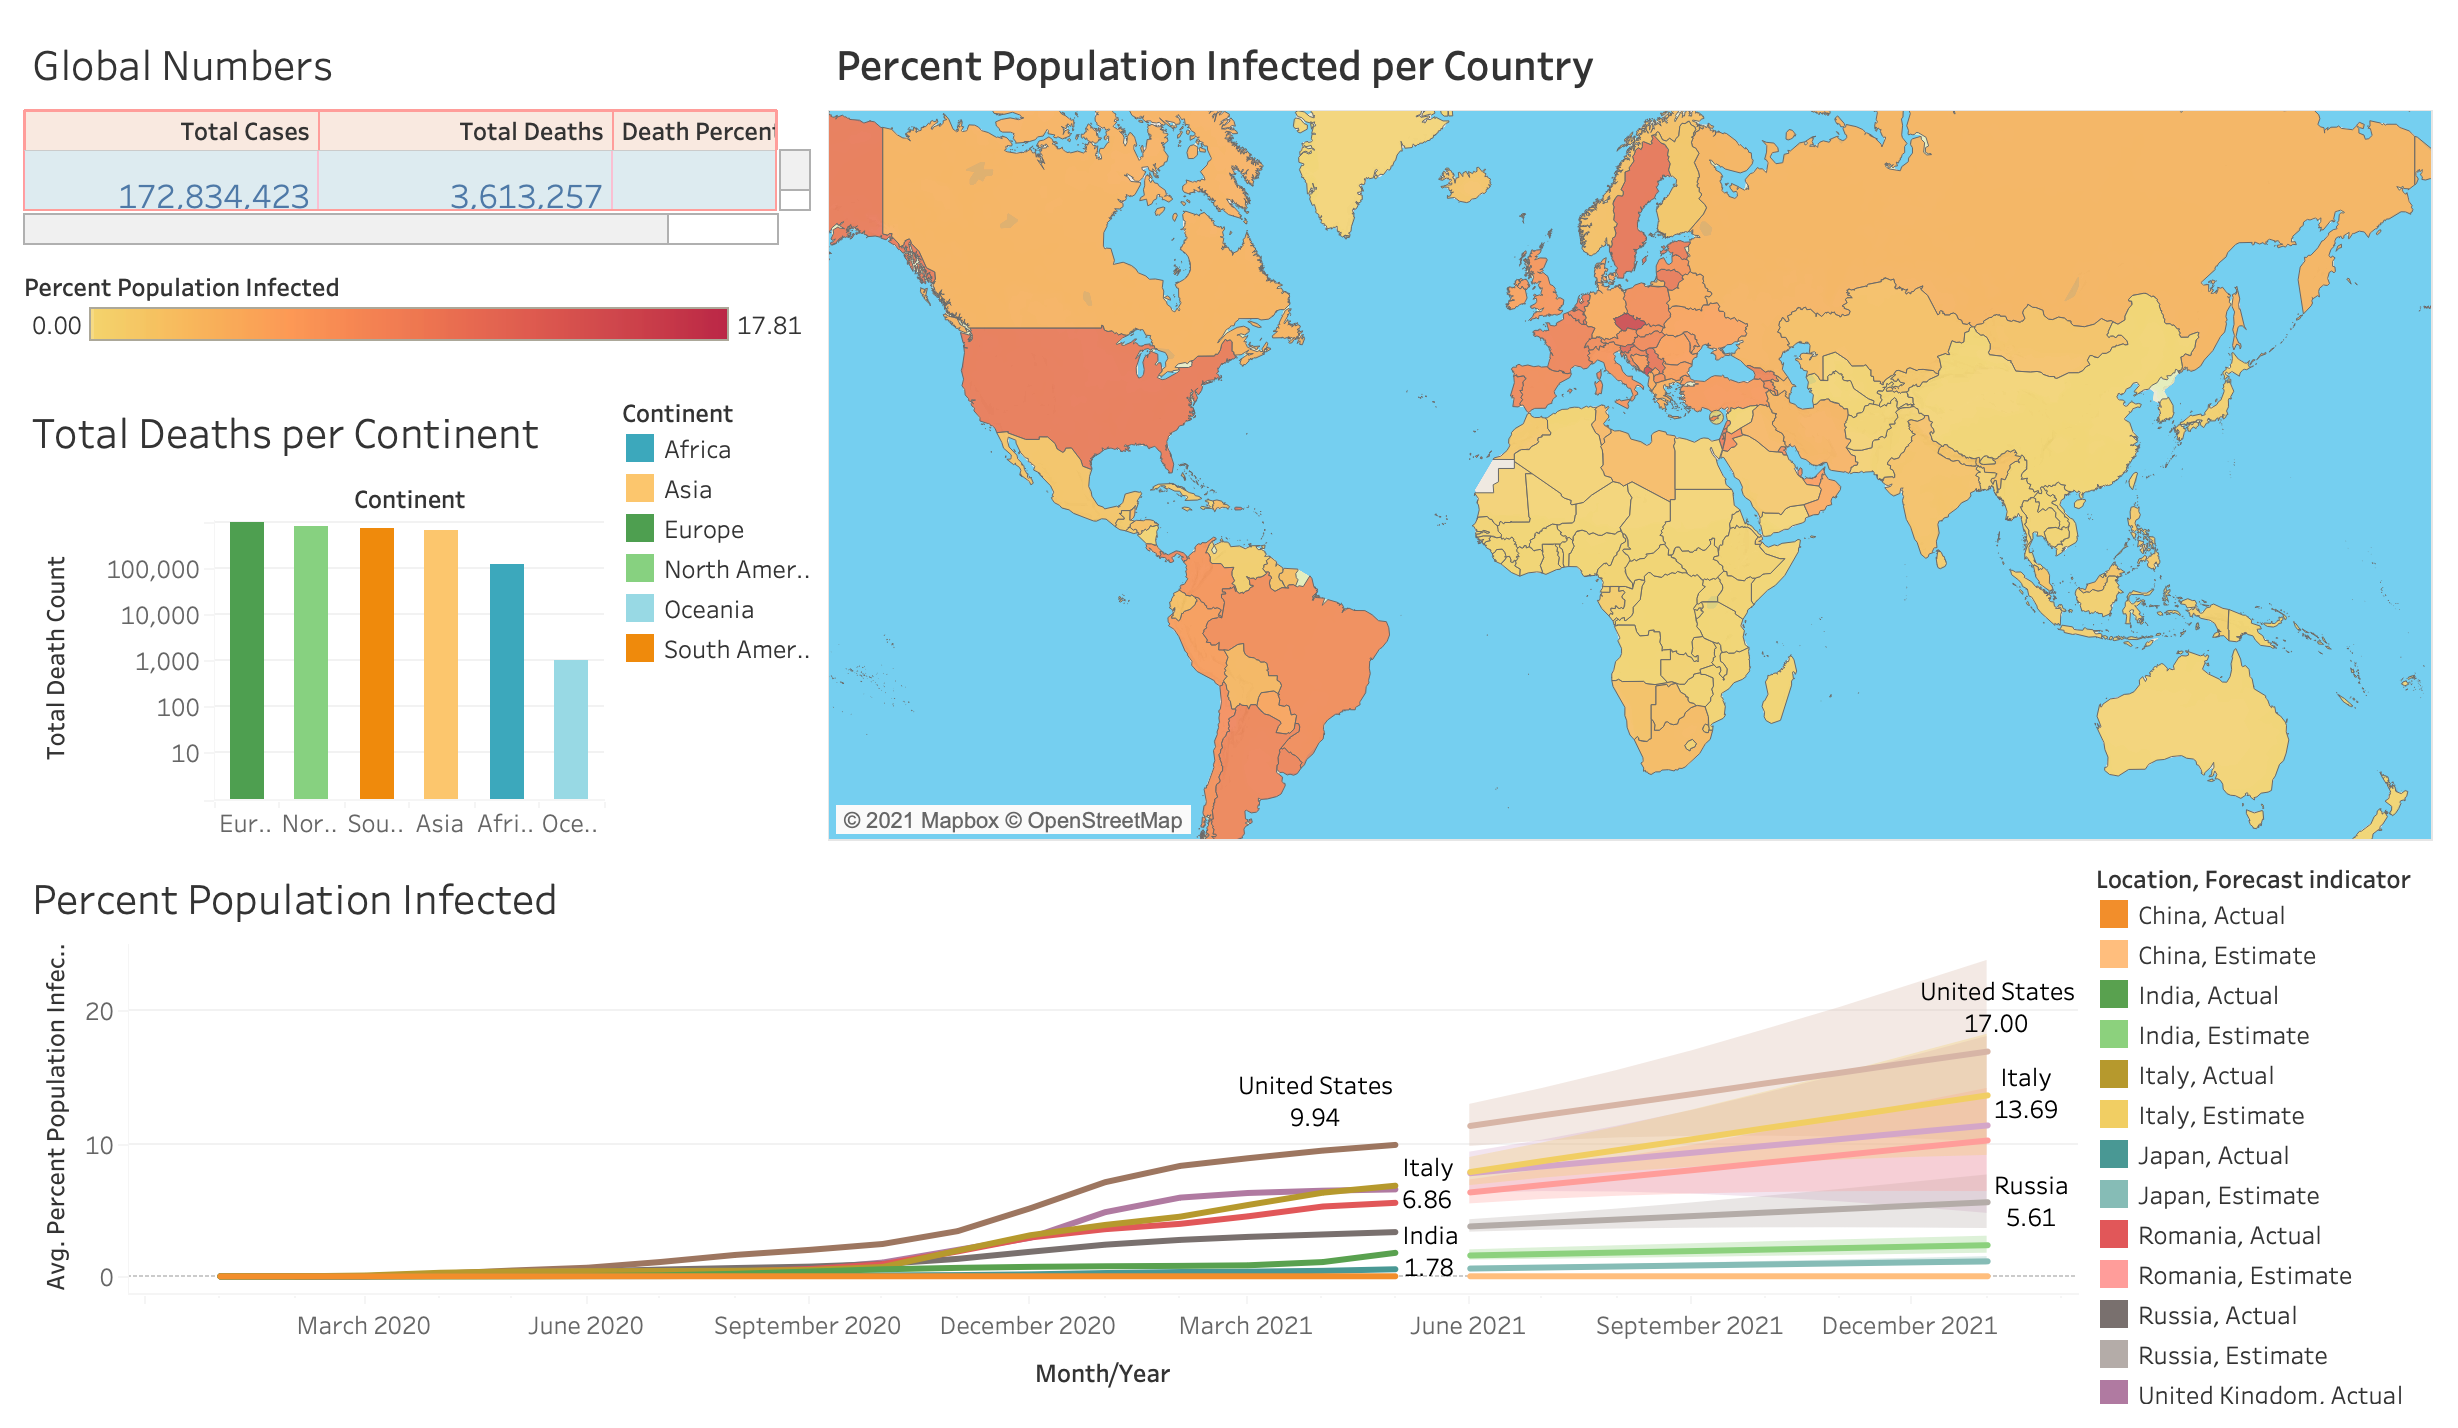 Global Numbers
Total Cases Total Deaths Death Percent
172,834,423 3,613,257
Percent Population Infected
0.00 17.81
Total Deaths per Continent
Continent
Total Death Count
100,000
10,000
1,000
100
10
Eur.. Nor.. Sou.. Asia Afri.. Oce..
Continent
Africa
Asia
Europe
North Amer..
Oceania
South Amer..
Percent Population Infected per Country
© 2021 Mapbox © OpenStreetMap
Percent Population Infected
Avg. Percent Population Infec..
20
10
0
United States
9.94
Italy
6.86
India
1.78
United States
17.00
Italy
13.69
Russia
5.61
March 2020 June 2020 September 2020 December 2020 March 2021 June 2021 September 2021 December 2021
Month/Year
Location, Forecast indicator
China, Actual
China, Estimate
India, Actual
India, Estimate
Italy, Actual
Italy, Estimate
Japan, Actual
Japan, Estimate
Romania, Actual
Romania, Estimate
Russia, Actual
Russia, Estimate
United Kingdom, Actual